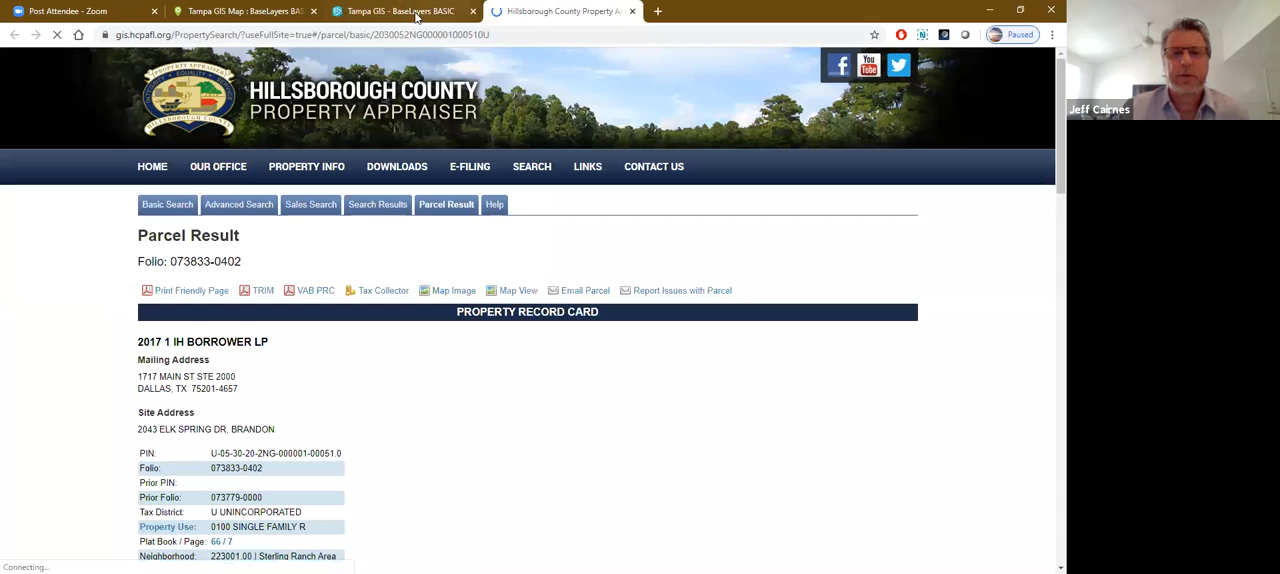 Post Attendee - Zoom
Tampa GIS Map : BaseLayers BAS
Tampa GIS - BaseLayers BASIC
Hillsborough County Property Ap
gis.hcpafl.org/PropertySearch/?useFullSite=true#/parcel/basic/2030052NG000001000510U
Paused
HILLSBOROUGH COUNTY
PROPERTY APPRAISER
You
Tube
Jeff Cairnes
HOME OUR OFFICE PROPERTY INFO DOWNLOADS E-FILING SEARCH LINKS CONTACT US
Basic Search Advanced Search Sales Search Search Results Parcel Result Help
Parcel Result
Folio: 073833-0402
Print Friendly Page TRIM VAB PRC Tax Collector Map Image Map View Email Parcel Report Issues with Parcel
PROPERTY RECORD CARD
2017 1 IH BORROWER LP
Mailing Address
1717 MAIN ST STE 2000
DALLAS, TX 75201-4657
Site Address
2043 ELK SPRING DR, BRANDON
PIN: U-05-30-20-2NG-000001-00051.0
Folio: 073833-0402
Prior PIN:
Prior Folio: 073779-0000
Tax District: U UNINCORPORATED
Property Use: 0100 SINGLE FAMILY R
Plat Book / Page: 66 / 7
Neighborhood: 223001.00 | Sterling Ranch Area
Connecting...